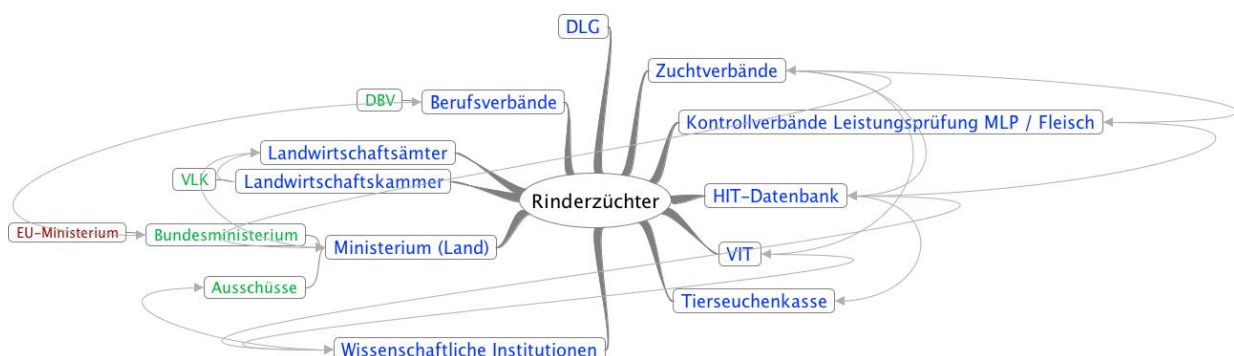 DLG
Zuchtverbände
DBV
Berufsverbände
Kontrollverbände Leistungsprüfung MLP / Fleisch
Landwirtschaftsämter
VLK
Landwirtschaftskammer
HIT-Datenbank
Rinderzüchter
EU-Ministerium
Bundesministerium
Ministerium (Land)
VIT
Ausschüsse
Tierseuchenkasse
Wissenschaftliche Institutionen